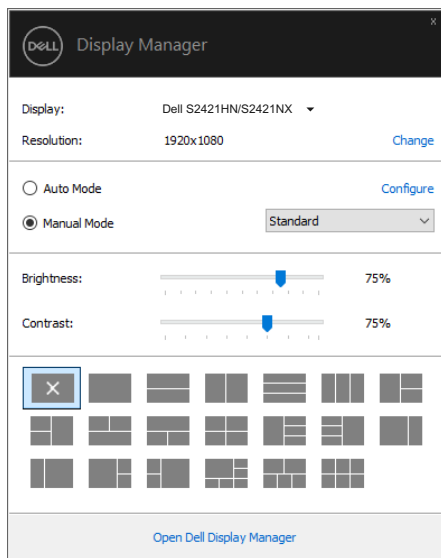 x
DELL Display Manager
Display: Dell S2421HN/S2421NX
Resolution: 1920x1080 Change
Auto Mode Configure
Manual Mode Standard
Brightness: 75%
Contrast: 75%
Open Dell Display Manager